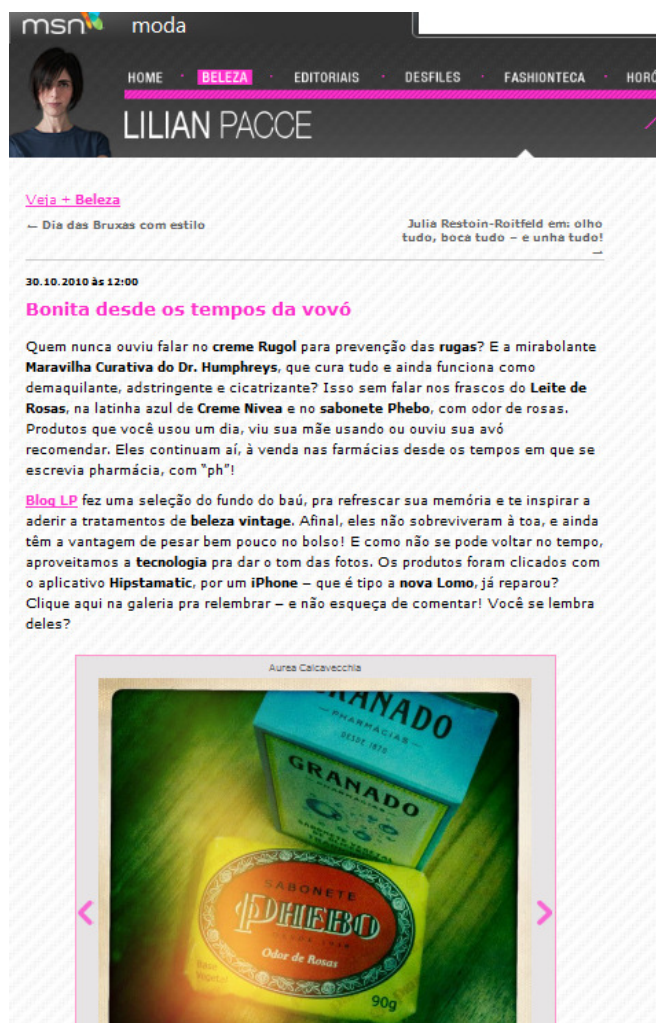 msn moda
HOME · BELEZA · EDITORIAIS · DESFILES · FASHIONTECA ·
LILIAN PACCE
Veja + Beleza
← Dia das Bruxas com estilo
Julia Restoin-Roitfeld em: olho
tudo, boca tudo – e unha tudo!
→
30.10.2010 às 12:00
Bonita desde os tempos da vovó
Quem nunca ouviu falar no creme Rugol para prevenção das rugas? E a mirabolante
Maravilha Curativa do Dr. Humphreys, que cura tudo e ainda funciona como
demaquilante, adstringente e cicatrizante? Isso sem falar nos frascos do Leite de
Rosas, na latinha azul de Creme Nivea e no sabonete Phebo, com odor de rosas.
Produtos que você usou um dia, viu sua mãe usando ou ouviu sua avó
recomendar. Eles continuam aí, à venda nas farmácias desde os tempos em que se
escrevia pharmácia, com “ph”!
Blog LP fez uma seleção do fundo do baú, pra refrescar sua memória e te inspirar a
aderir a tratamentos de beleza vintage. Afinal, eles não sobreviveram à toa, e ainda
têm a vantagem de pesar bem pouco no bolso! E como não se pode voltar no tempo,
aproveitamos a tecnologia pra dar o tom das fotos. Os produtos foram clicados com
o aplicativo Hipstamatic, por um iPhone – que é tipo a nova Lomo, já reparou?
Clique aqui na galeria pra relembrar – e não esqueça de comentar! Você se lembra
deles?
Aurea Calcavecchia
GRANADO
PHARMACIAS
DESDE 1870
GRANADO
PHARMACIAS
SABONETE VEGETAL
SABONETE
PHEBO
Odor de Rosas
Base
Vegetal
90g